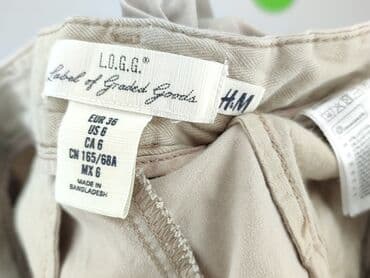 L.O.G.G.®
Label of Graded Goods
H&M
EUR 36
US 6
CA 6
CN 165/68A
MX 6
MADE IN
BANGLADESH